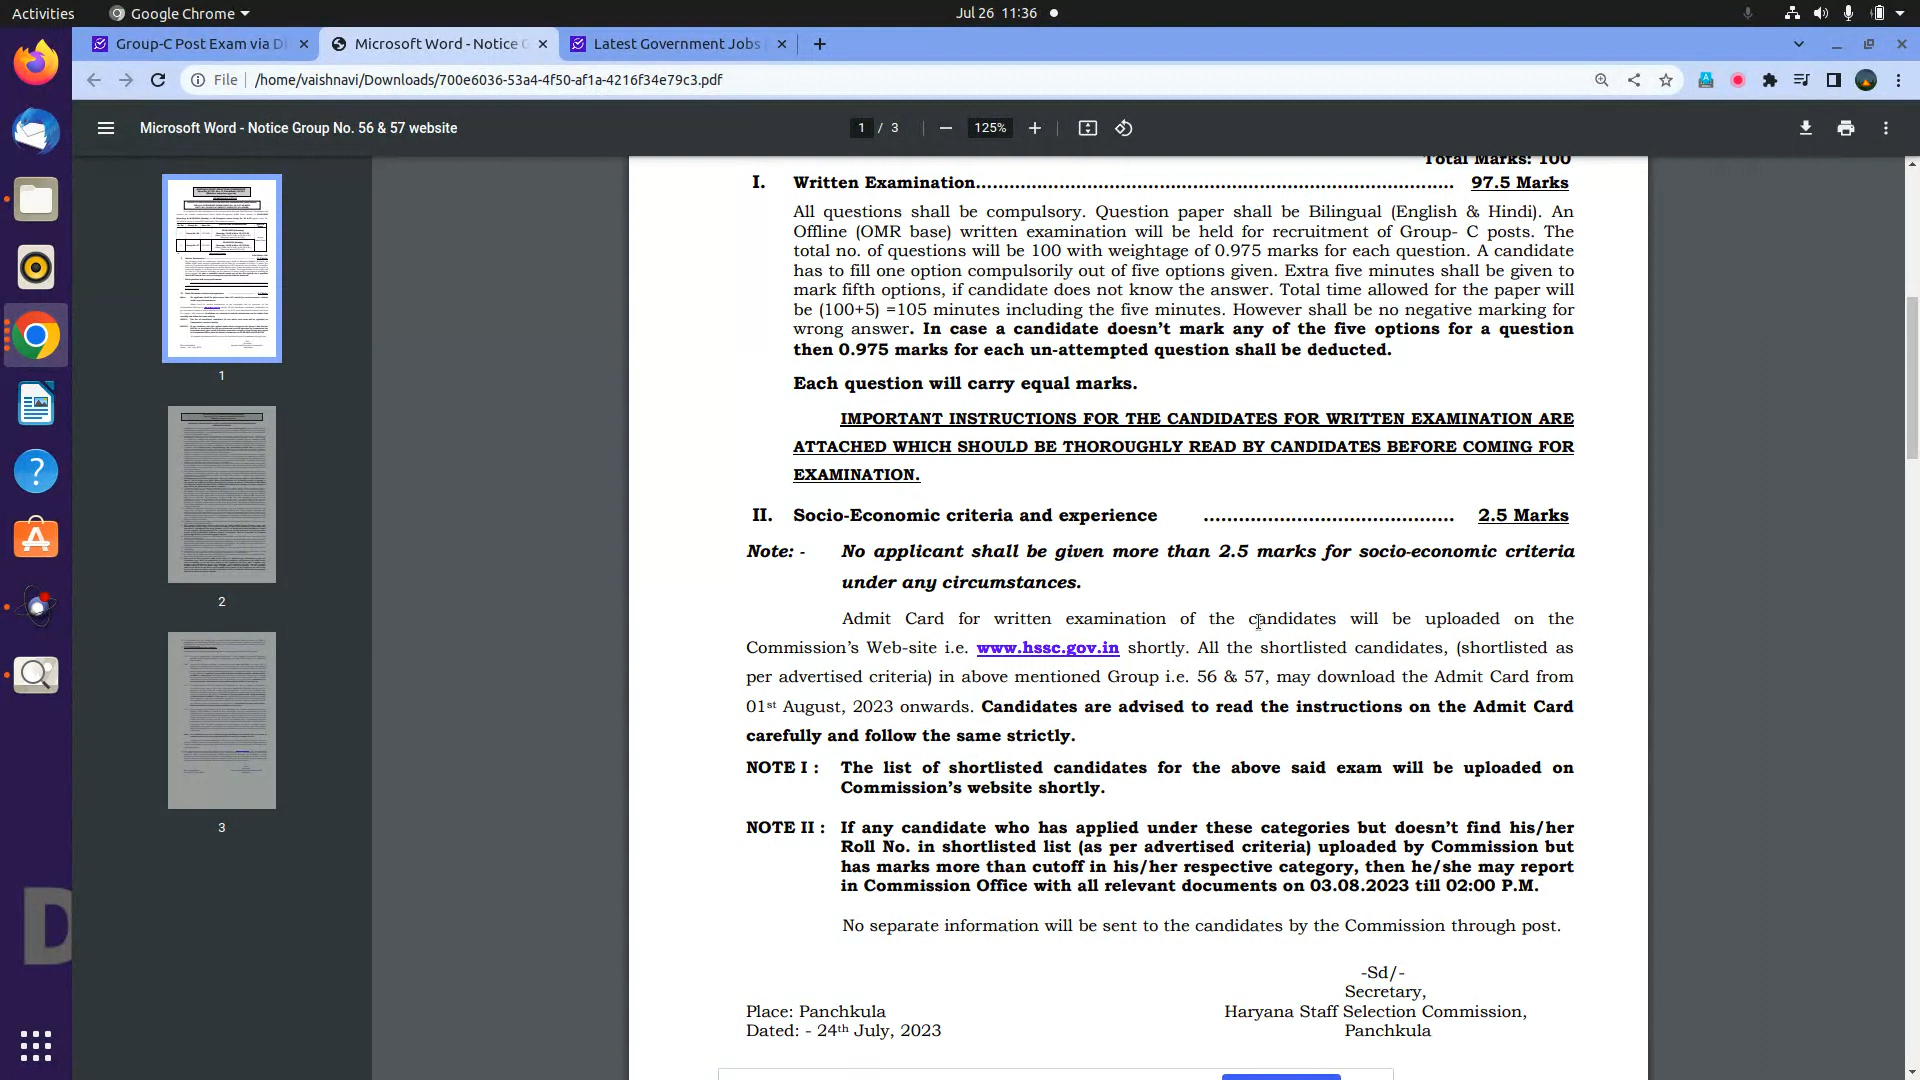 Activities
Google Chrome
Jul 26 11:36
Group-C Post Exam via Di
Microsoft Word - Notice G
Latest Government Jobs
File
/home/vaishnavi/Downloads/700e6036-53a4-4f50-af1a-4216f34e79c3.pdf
Microsoft Word - Notice Group No. 56 & 57 website
1 / 3
125%
1
2
3
Total Marks: 100
I. Written Examination.................................................................................. 97.5 Marks
All questions shall be compulsory. Question paper shall be Bilingual (English & Hindi). An
Offline (OMR base) written examination will be held for recruitment of Group- C posts. The
total no. of questions will be 100 with weightage of 0.975 marks for each question. A candidate
has to fill one option compulsorily out of five options given. Extra five minutes shall be given to
mark fifth options, if candidate does not know the answer. Total time allowed for the paper will
be (100+5) =105 minutes including the five minutes. However shall be no negative marking for
wrong answer. In case a candidate doesn't mark any of the five options for a question
then 0.975 marks for each un-attempted question shall be deducted.
Each question will carry equal marks.
IMPORTANT INSTRUCTIONS FOR THE CANDIDATES FOR WRITTEN EXAMINATION ARE
ATTACHED WHICH SHOULD BE THOROUGHLY READ BY CANDIDATES BEFORE COMING FOR
EXAMINATION.
II. Socio-Economic criteria and experience ........................................... 2.5 Marks
Note: - No applicant shall be given more than 2.5 marks for socio-economic criteria
under any circumstances.
Admit Card for written examination of the candidates will be uploaded on the
Commission's Web-site i.e. www.hssc.gov.in shortly. All the shortlisted candidates, (shortlisted as
per advertised criteria) in above mentioned Group i.e. 56 & 57, may download the Admit Card from
01st August, 2023 onwards. Candidates are advised to read the instructions on the Admit Card
carefully and follow the same strictly.
NOTE I : The list of shortlisted candidates for the above said exam will be uploaded on
Commission's website shortly.
NOTE II : If any candidate who has applied under these categories but doesn't find his/her
Roll No. in shortlisted list (as per advertised criteria) uploaded by Commission but
has marks more than cutoff in his/her respective category, then he/she may report
in Commission Office with all relevant documents on 03.08.2023 till 02:00 P.M.
No separate information will be sent to the candidates by the Commission through post.
-Sd/-
Secretary,
Place: Panchkula Haryana Staff Selection Commission,
Dated: - 24th July, 2023 Panchkula